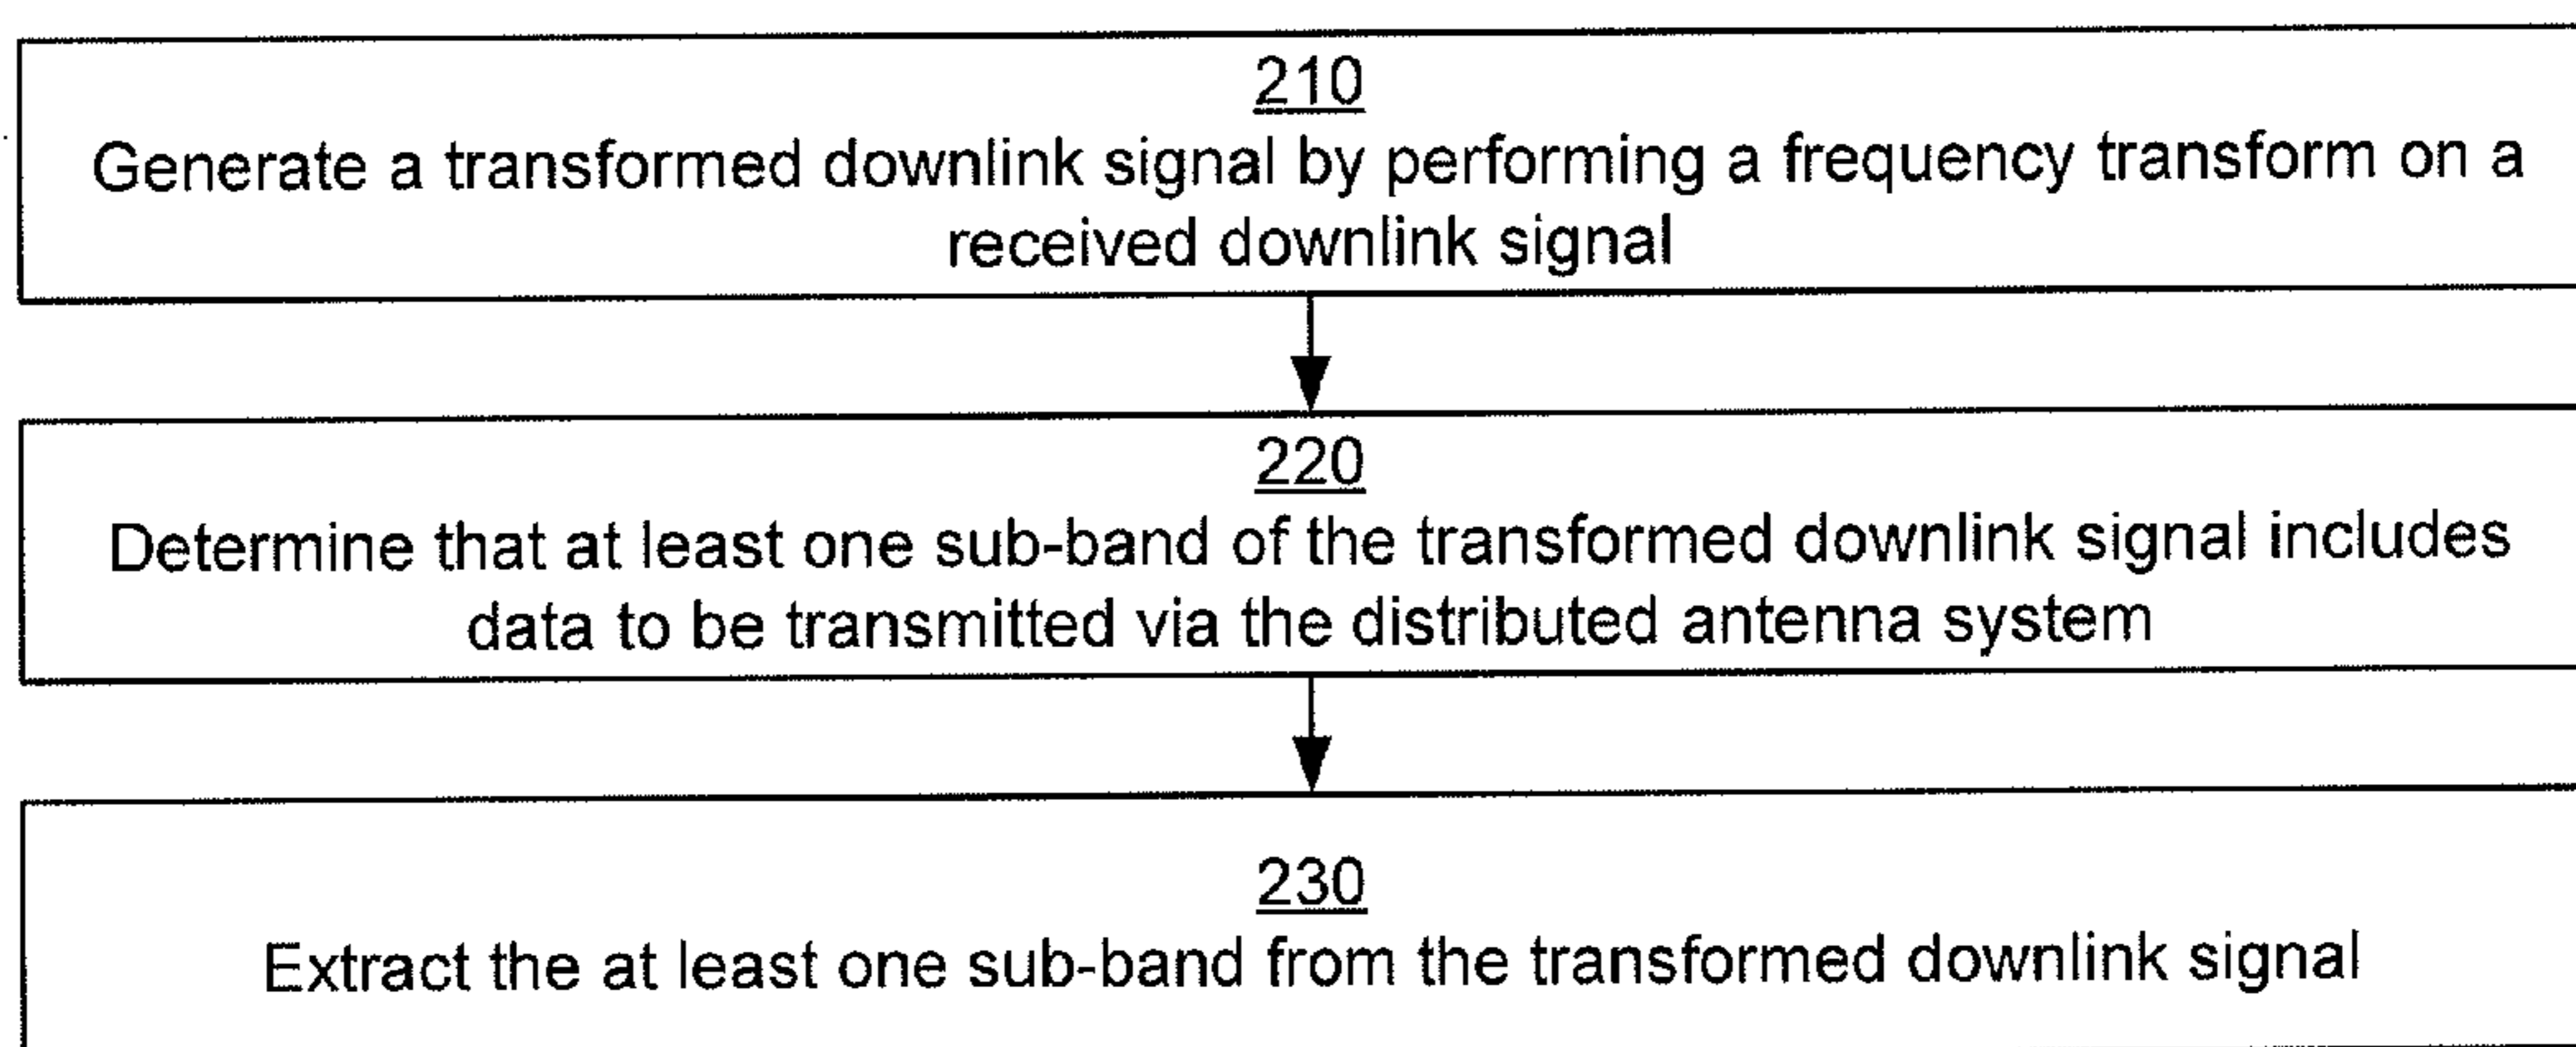 210
Generate a transformed downlink signal by performing a frequency transform on a
received downlink signal
220
Determine that at least one sub-band of the transformed downlink signal includes
data to be transmitted via the distributed antenna system
230
Extract the at least one sub-band from the transformed downlink signal